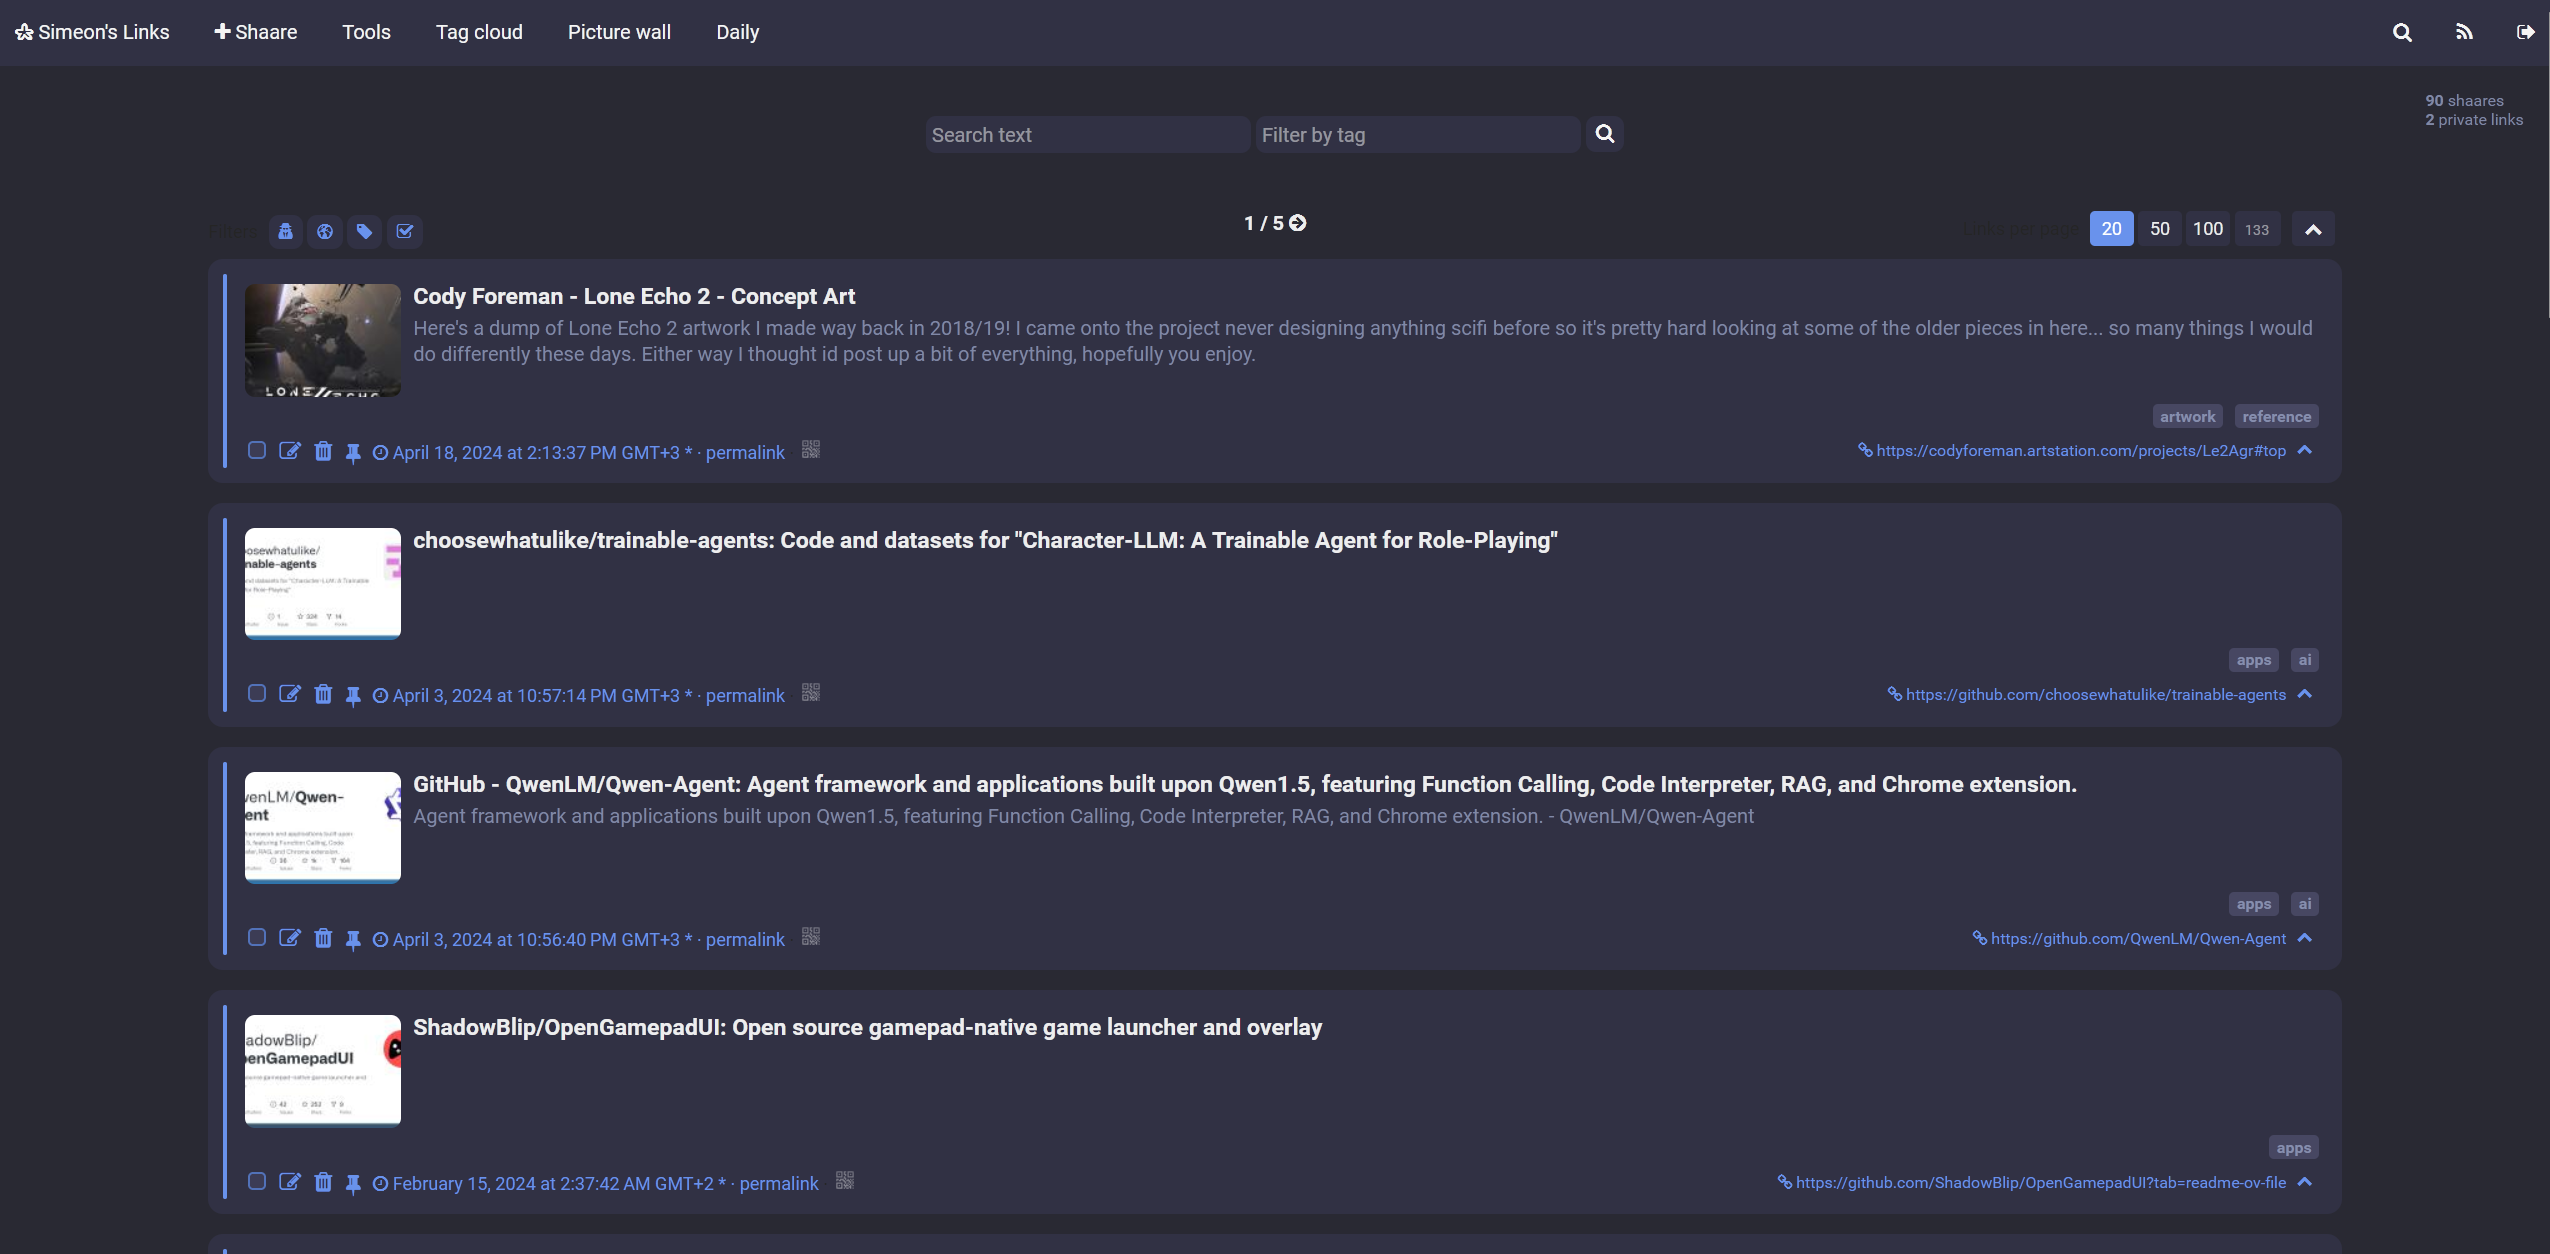 Simeon's Links
Shaare
Tools
Tag cloud
Picture wall
Daily
90 shaares
2 private links
Search text
Filter by tag
Filters
1 / 5
Links per page
20 50 100 133
Cody Foreman - Lone Echo 2 - Concept Art
Here's a dump of Lone Echo 2 artwork I made way back in 2018/19! I came onto the project never designing anything scifi before so it's pretty hard looking at some of the older pieces in here... so many things I would
do differently these days. Either way I thought id post up a bit of everything, hopefully you enjoy.
artwork reference
April 18, 2024 at 2:13:37 PM GMT+3 * · permalink
https://codyforeman.artstation.com/projects/Le2Agr#top
osewhatulike/
nable-agents
choosewhatulike/trainable-agents: Code and datasets for "Character-LLM: A Trainable Agent for Role-Playing"
apps ai
April 3, 2024 at 10:57:14 PM GMT+3 * · permalink
https://github.com/choosewhatulike/trainable-agents
enLM/Qwen-
ent
GitHub - QwenLM/Qwen-Agent: Agent framework and applications built upon Qwen1.5, featuring Function Calling, Code Interpreter, RAG, and Chrome extension.
Agent framework and applications built upon Qwen1.5, featuring Function Calling, Code Interpreter, RAG, and Chrome extension. - QwenLM/Qwen-Agent
apps ai
April 3, 2024 at 10:56:40 PM GMT+3 * · permalink
https://github.com/QwenLM/Qwen-Agent
adowBlip/
enGamepadUI
ShadowBlip/OpenGamepadUI: Open source gamepad-native game launcher and overlay
apps
February 15, 2024 at 2:37:42 AM GMT+2 * · permalink
https://github.com/ShadowBlip/OpenGamepadUI?tab=readme-ov-file